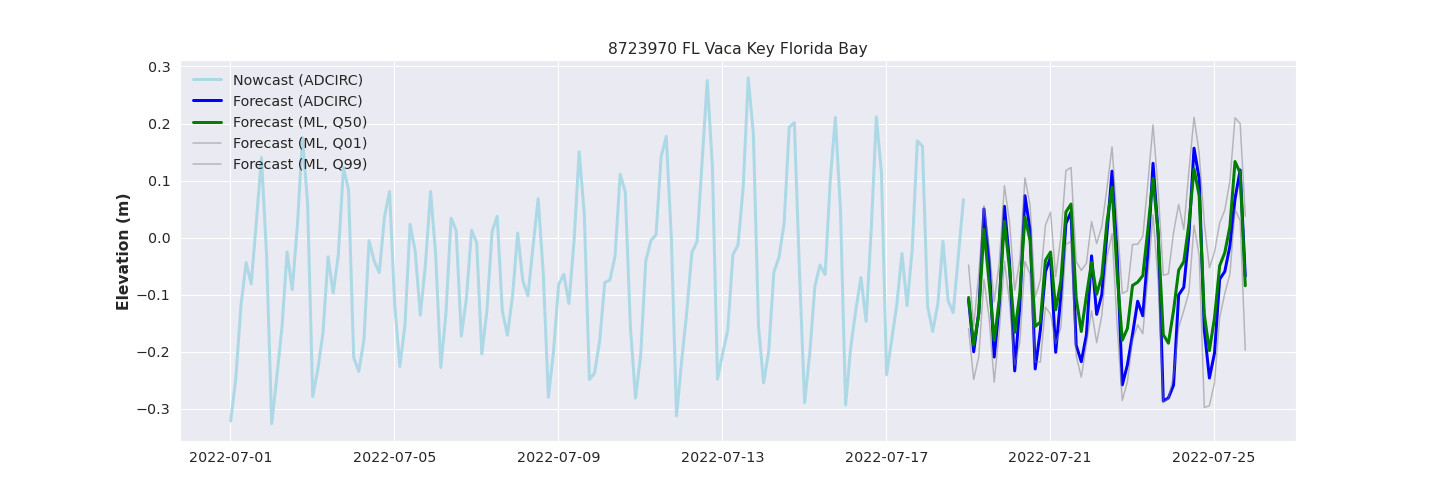 8723970 FL Vaca Key Florida Bay
Nowcast (ADCIRC)
Forecast (ADCIRC)
Forecast (ML, Q50)
Forecast (ML, Q01)
Forecast (ML, Q99)
Elevation (m)
0.3
0.2
0.1
0.0
−0.1
−0.2
−0.3
2022-07-01 2022-07-05 2022-07-09 2022-07-13 2022-07-17 2022-07-21 2022-07-25